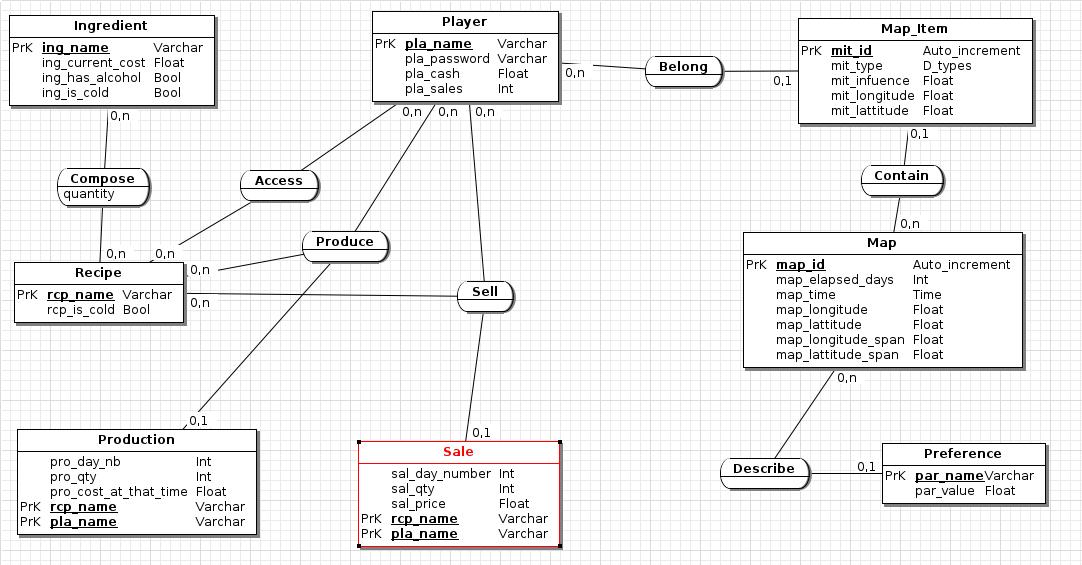 Ingredient
PrK ing_name Varchar
ing_current_cost Float
ing_has_alcohol Bool
ing_is_cold Bool
0,n
Player
PrK pla_name Varchar
pla_password Varchar
pla_cash Float
pla_sales Int
0,n
0,n 0,n 0,n
Belong
0,1
Map_Item
PrK mit_id Auto_increment
mit_type D_types
mit_infuence Float
mit_longitude Float
mit_lattitude Float
0,1
Compose
quantity
0,n
Access
0,n
Contain
0,n
Produce
0,n
Recipe
PrK rcp_name Varchar
rcp_is_cold Bool
0,n
Sell
Map
PrK map_id Auto_increment
map_elapsed_days Int
map_time Time
map_longitude Float
map_lattitude Float
map_longitude_span Float
map_lattitude_span Float
0,n
0,1
Production
pro_day_nb Int
pro_qty Int
pro_cost_at_that_time Float
PrK rcp_name Varchar
PrK pla_name Varchar
0,1
Sale
sal_day_number Int
sal_qty Int
sal_price Float
PrK rcp_name Varchar
PrK pla_name Varchar
Describe
0,1
Preference
PrK par_name Varchar
par_value Float